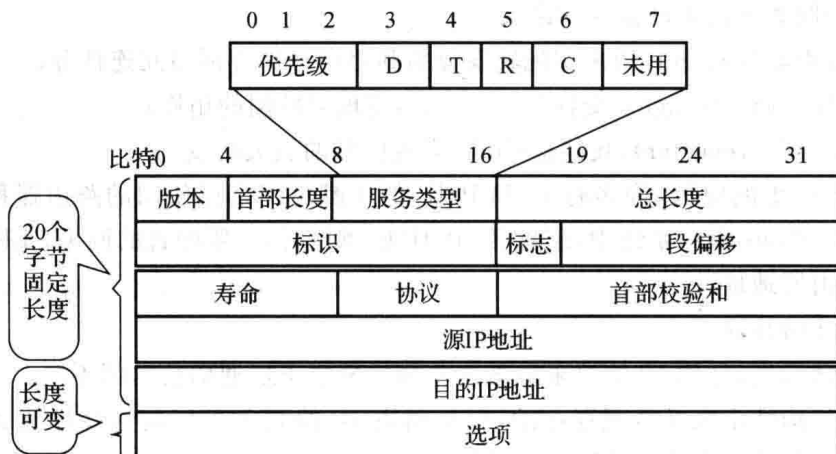 0 1 2 3 4 5 6 7
优先级 D T R C 未用
比特0 4 8 16 19 24 31
版本 首部长度 服务类型 总长度
标识 标志 段偏移
寿命 协议 首部校验和
源IP地址
目的IP地址
选项
20个
字节
固定
长度
长度
可变